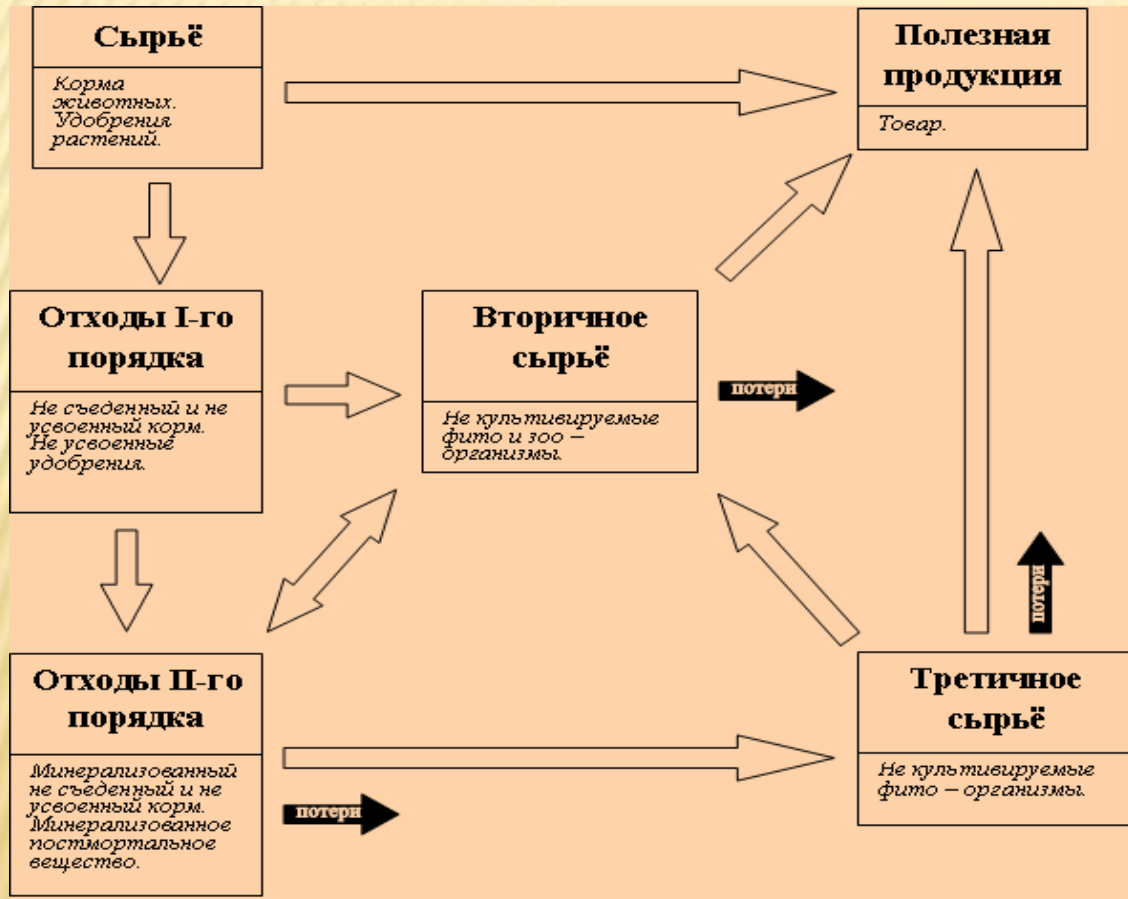 Сырьё
Корма
животных.
Удобрения
растений.
Полезная
продукция
Товар.
Отходы I-го
порядка
Не съеденный и не
усвоенный корм.
Не усвоенные
удобрения.
Вторичное
сырьё
Не культивируемые
фито и зоо –
организмы.
потери
потери
Отходы II-го
порядка
Минерализованный
не съеденный и не
усвоенный корм.
Минерализованное
постмортальное
вещество.
потери
Третичное
сырьё
Не культивируемые
фито – организмы.